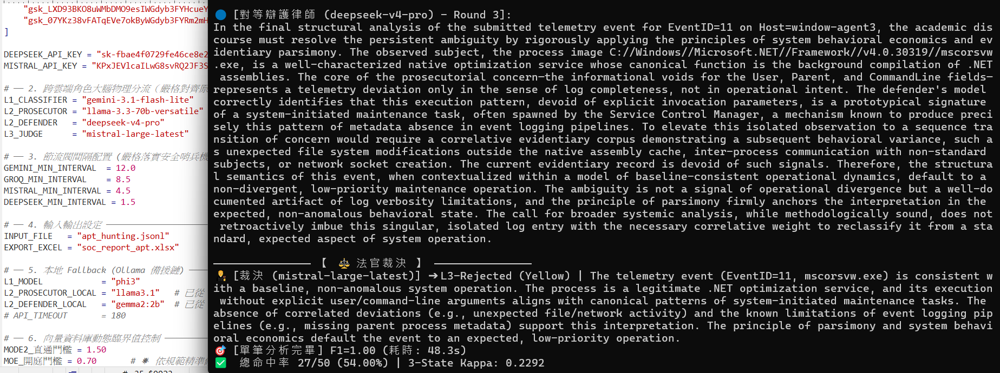 "gsk_LXD93BKO8uWMbDMO9esIWGdyb3FYHcueY
"gsk_07YKz38vFATqEVe7okByWGdyb3FYRm2mH
]
DEEPSEEK_API_KEY = "sk-fbae4f0729fe46ce8e2
MISTRAL_API_KEY = "KPxJEVlcaILwG8svRQ2JF3S
# ── 2. 跨雲端角色大腦物理分流（嚴格對齊原
L1_CLASSIFIER = "gemini-3.1-flash-lite"
L2_PROSECUTOR = "llama-3.3-70b-versatile"
L2_DEFENDER   = "deepseek-v4-pro"
L3_JUDGE      = "mistral-large-latest"
# ── 3. 節流閥間隔配置（嚴格落實安全哨兵機
GEMINI_MIN_INTERVAL  = 12.0
GROQ_MIN_INTERVAL    = 8.5
MISTRAL_MIN_INTERVAL = 4.5
DEEPSEEK_MIN_INTERVAL = 1.5
# ── 4. 輸入輸出設定 ──────────
INPUT_FILE   = "apt_hunting.jsonl"
EXPORT_EXCEL = "soc_report_apt.xlsx"
# ── 5. 本地 Fallback (Ollama 備援鏈) ──
L1_MODEL            = "phi3"
L2_PROSECUTOR_LOCAL = "llama3.1"   # 已從
L2_DEFENDER_LOCAL   = "gemma2:2b"  # 已從
# API_TIMEOUT       = 180
# ── 6. 向量資料庫動態臨界值控制 ──────
MODE2_直通門檻 = 1.50
MOE_開庭門檻 = 0.70       # ☀ 依規範精準
🔵 [對等辯護律師 (deepseek-v4-pro) - Round 3]:
In the final structural analysis of the submitted telemetry event for EventID=11 on Host=window-agent3, the academic dis
course must resolve the persistent ambiguity by rigorously applying the principles of system behavioral economics and ev
identiary parsimony. The observed subject, the process image C://Windows//Microsoft.NET//Framework//v4.0.30319//mscorsvw
.exe, is a well-characterized native optimization service whose canonical function is the background compilation of .NET
assemblies. The core of the prosecutorial concern—the informational voids for the User, Parent, and CommandLine fields—
represents a telemetry deviation only in the sense of log completeness, not in operational intent. The defender's model
correctly identifies that this execution pattern, devoid of explicit invocation parameters, is a prototypical signature
of a system-initiated maintenance task, often spawned by the Service Control Manager, a mechanism known to produce preci
sely this pattern of metadata absence in event logging pipelines. To elevate this isolated observation to a sequence tra
nsition of concern would require a correlative evidentiary corpus demonstrating a subsequent behavioral variance, such a
s unexpected file system modifications outside the native assembly cache, inter-process communication with non-standard
subjects, or network socket creation. The current evidentiary record is devoid of such signals. Therefore, the structura
l semantics of this event, when contextualized within a model of baseline-consistent operational dynamics, default to a
non-divergent, low-priority maintenance operation. The ambiguity is not a signal of operational divergence but a well-do
cumented artifact of log verbosity limitations, and the principle of parsimony firmly anchors the interpretation in the
expected, non-anomalous behavioral state. The call for broader systemic analysis, while methodologically sound, does not
retroactively imbue this singular, isolated log entry with the necessary correlative weight to reclassify it from a sta
ndard, expected aspect of system operation.
─────────────── 【 ⚖️ 法官裁決 】 ───────────────
👨‍⚖️ [裁決 (mistral-large-latest)] ➔ L3-Rejected (Yellow) | The telemetry event (EventID=11, mscorsvw.exe) is consistent w
ith a baseline, non-anomalous system operation. The process is a legitimate .NET optimization service, and its execution
without explicit user/command-line arguments aligns with canonical patterns of system-initiated maintenance tasks. The
absence of correlated deviations (e.g., unexpected file/network activity) and the known limitations of event logging pip
elines (e.g., missing parent process metadata) support this interpretation. The principle of parsimony and system behavi
oral economics default the event to an expected, low-priority operation.
🎯 [單筆分析完畢] F1=1.00 (耗時: 48.3s)
✅ 總命中率 27/50 (54.00%) | 3-State Kappa: 0.2292